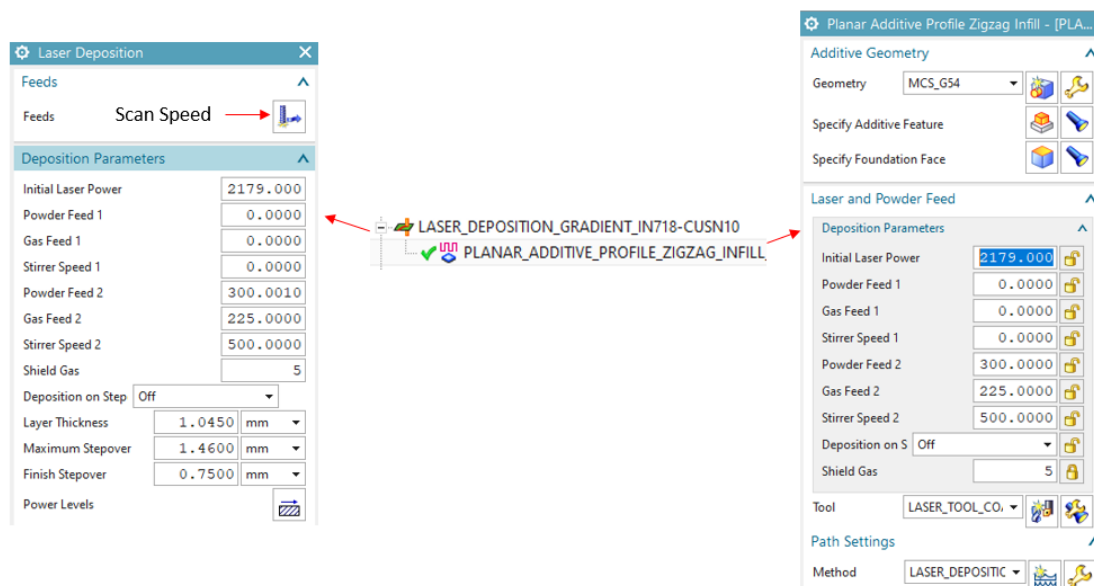 Laser Deposition
Feeds
Feeds Scan Speed
Deposition Parameters
Initial Laser Power 2179.000
Powder Feed 1 0.0000
Gas Feed 1 0.0000
Stirrer Speed 1 0.0000
Powder Feed 2 300.0010
Gas Feed 2 225.0000
Stirrer Speed 2 500.0000
Shield Gas 5
Deposition on Step Off
Layer Thickness 1.0450 mm
Maximum Stepover 1.4600 mm
Finish Stepover 0.7500 mm
Power Levels
LASER_DEPOSITION_GRADIENT_IN718-CUSN10
PLANAR_ADDITIVE_PROFILE_ZIGZAG_INFILL_
Planar Additive Profile Zigzag Infill - [PLA...
Additive Geometry
Geometry MCS_G54
Specify Additive Feature
Specify Foundation Face
Laser and Powder Feed
Deposition Parameters
Initial Laser Power 2179.000
Powder Feed 1 0.0000
Gas Feed 1 0.0000
Stirrer Speed 1 0.0000
Powder Feed 2 300.0000
Gas Feed 2 225.0000
Stirrer Speed 2 500.0000
Deposition on S Off
Shield Gas 5
Tool LASER_TOOL_CO
Path Settings
Method LASER_DEPOSITIC